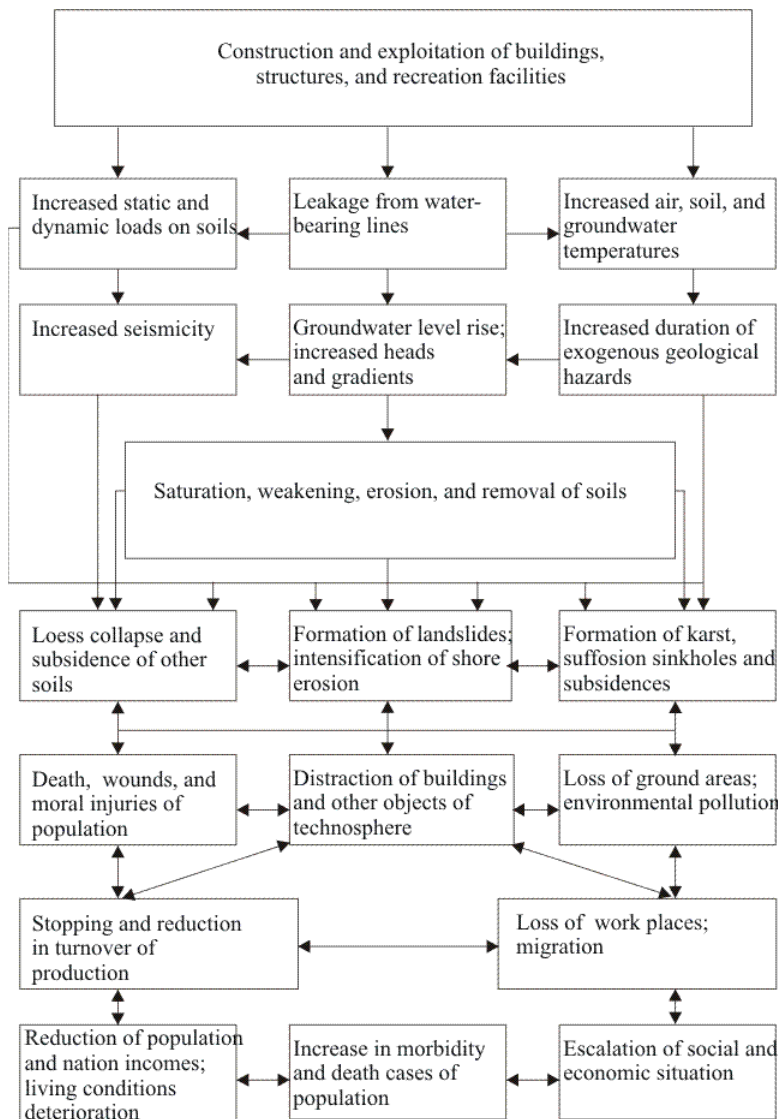 Construction and exploitation of buildings,
structures, and recreation facilities
Increased static and
dynamic loads on soils
Leakage from water-
bearing lines
Increased air, soil, and
groundwater
temperatures
Increased seismicity
Groundwater level rise;
increased heads
and gradients
Increased duration of
exogenous geological
hazards
Saturation, weakening, erosion, and removal of soils
Loess collapse and
subsidence of other
soils
Formation of landslides;
intensification of shore
erosion
Formation of karst,
suffosion sinkholes and
subsidences
Death, wounds, and
moral injuries of
population
Distraction of buildings
and other objects of
technosphere
Loss of ground areas;
environmental pollution
Stopping and reduction
in turnover of
production
Loss of work places;
migration
Reduction of population
and nation incomes;
living conditions
deterioration
Increase in morbidity
and death cases of
population
Escalation of social and
economic situation